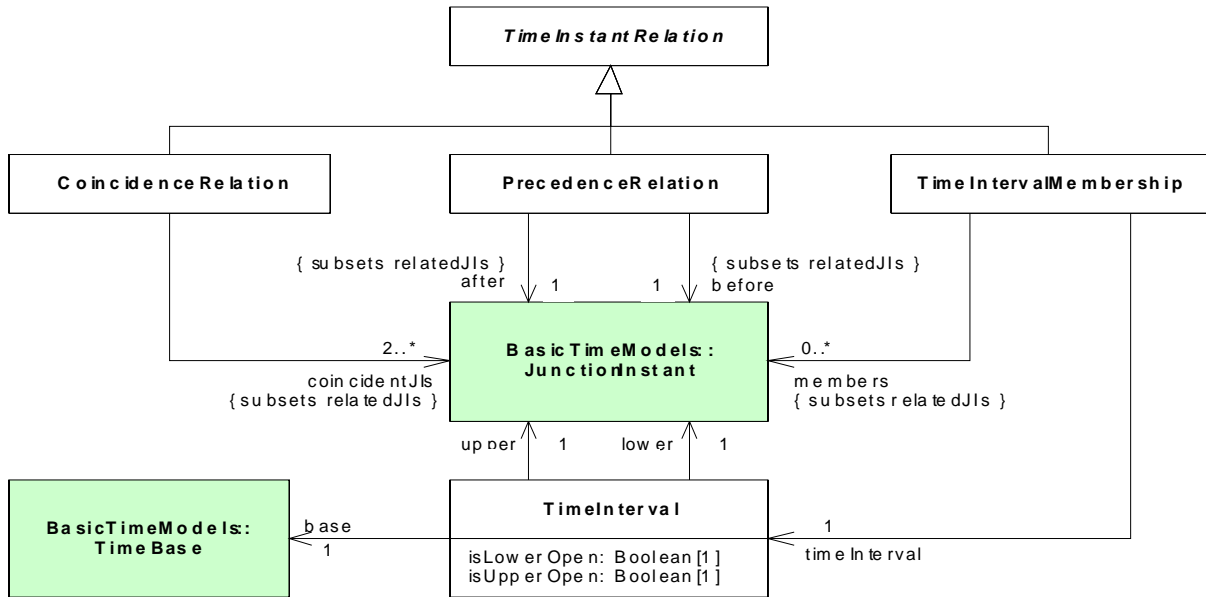 TimeInstantRelation
CoincidenceRelation
PrecedenceRelation
TimeIntervalMembership
{ subsets relatedJIs }
after
1
1
{ subsets relatedJIs }
before
2..*
coincidentJIs
{ subsets relatedJIs }
BasicTimeModels::
JunctionInstant
0..*
members
{ subsets relatedJIs }
upper
1
lower
1
BasicTimeModels::
TimeBase
base
1
TimeInterval
isLowerOpen: Boolean[1]
isUpperOpen: Boolean[1]
1
timeInterval